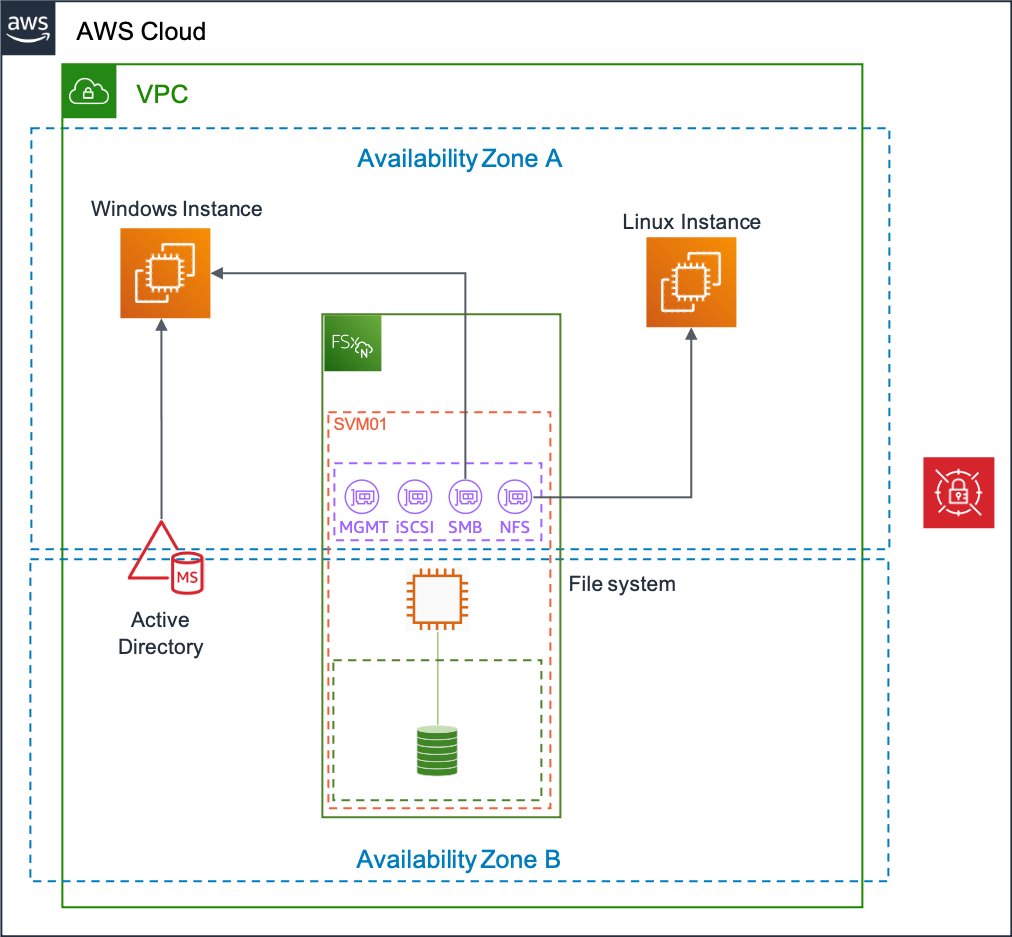 aws
AWS Cloud
VPC
Availability Zone A
Windows Instance
Linux Instance
FSx
N
SVM01
MGMT iSCSI SMB NFS
MS
File system
Active
Directory
Availability Zone B